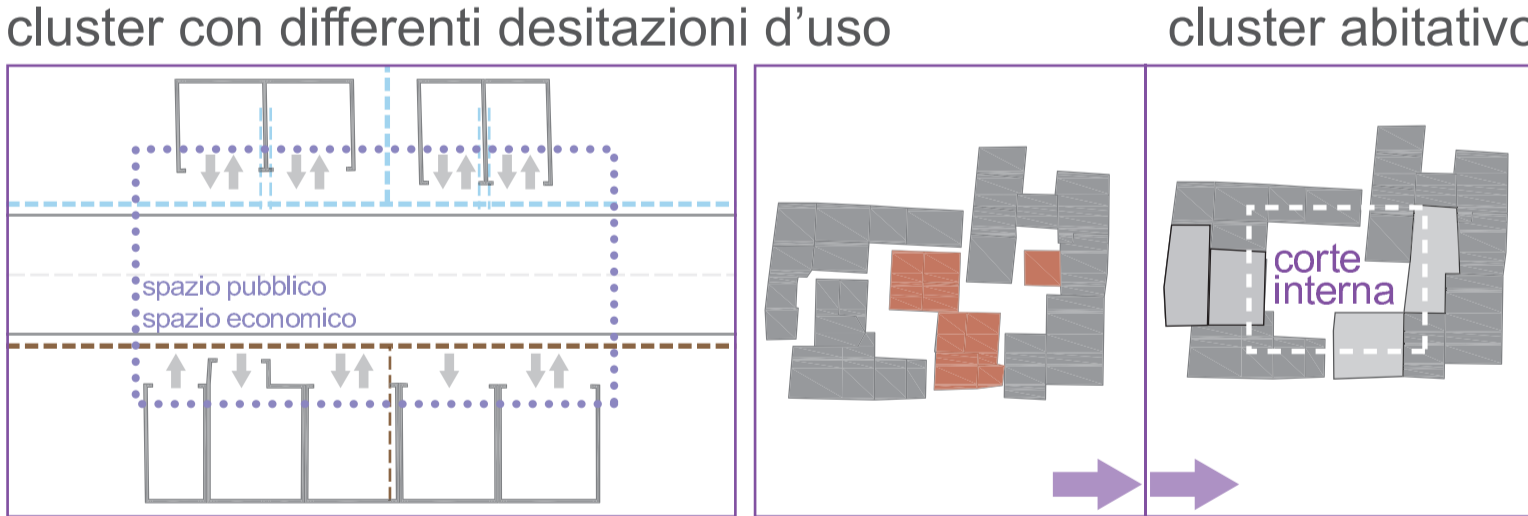 cluster con differenti desitazioni d'uso
cluster abitativo
spazio pubblico
spazio economico
corte
interna